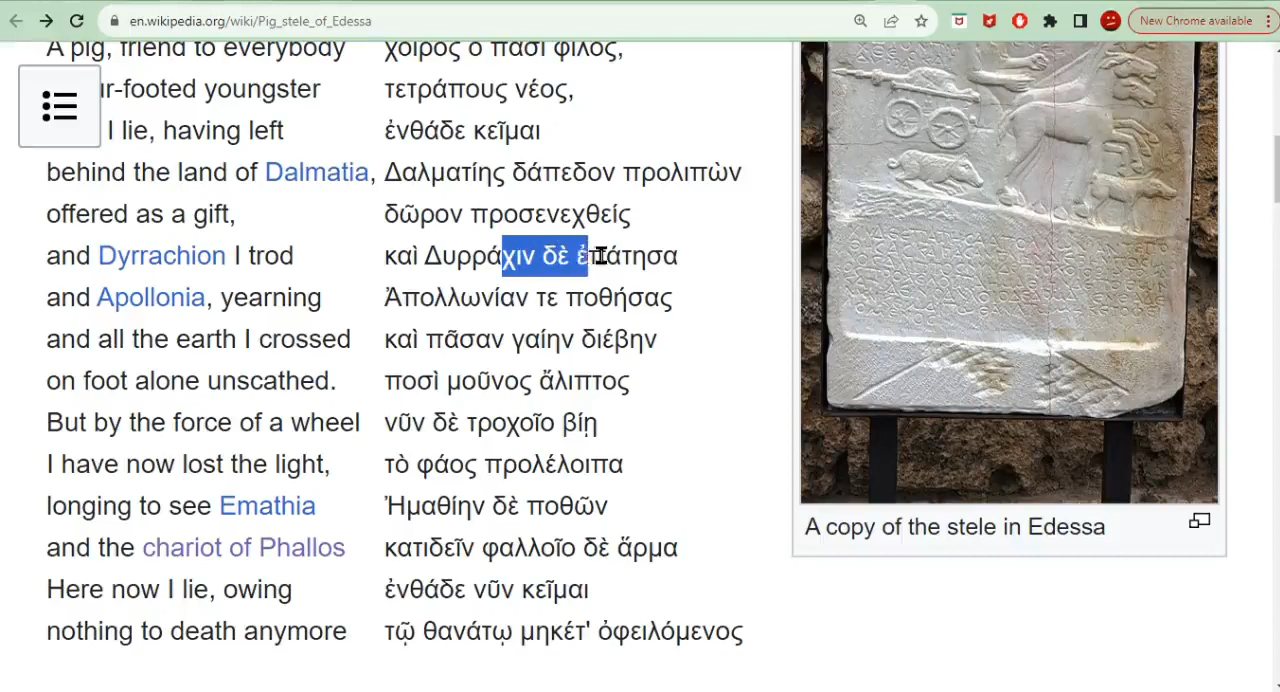 en.wikipedia.org/wiki/Pig_stele_of_Edessa
New Chrome available
A pig, friend to everybody
χοῖρος ὁ πᾶσι φίλος,
ur-footed youngster
τετράπους νέος,
I lie, having left
ἐνθάδε κεῖμαι
behind the land of Dalmatia,
Δαλματίης δάπεδον προλιπὼν
offered as a gift,
δῶρον προσενεχθείς
and Dyrrachion I trod
καὶ Δυρράχιν δὲ ἐπάτησα
and Apollonia, yearning
Ἀπολλωνίαν τε ποθήσας
and all the earth I crossed
καὶ πᾶσαν γαίην διέβην
on foot alone unscathed.
ποσὶ μοῦνος ἄλιπτος
But by the force of a wheel
νῦν δὲ τροχοῖο βίῃ
I have now lost the light,
τὸ φάος προλέλοιπα
longing to see Emathia
Ἠμαθίην δὲ ποθῶν
and the chariot of Phallos
κατιδεῖν φαλλοῖο δὲ ἅρμα
Here now I lie, owing
ἐνθάδε νῦν κεῖμαι
nothing to death anymore
τῷ θανάτῳ μηκέτ' ὀφειλόμενος
A copy of the stele in Edessa